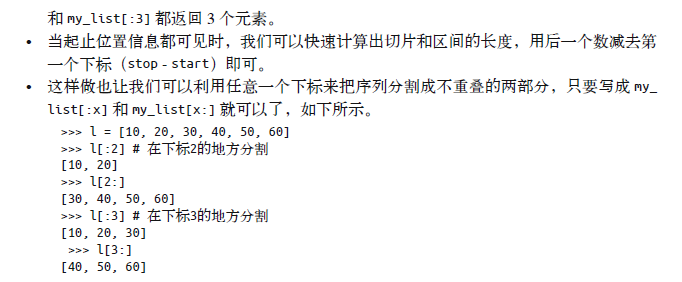 和 my_list[:3] 都返回 3 个元素。
• 当起止位置信息都可见时，我们可以快速计算出切片和区间的长度，用后一个数减去第
一个下标（stop - start）即可。
• 这样做也让我们可以利用任意一个下标来把序列分割成不重叠的两部分，只要写成 my_
list[:x] 和 my_list[x:] 就可以了，如下所示。
>>> l = [10, 20, 30, 40, 50, 60]
>>> l[:2] # 在下标2的地方分割
[10, 20]
>>> l[2:]
[30, 40, 50, 60]
>>> l[:3] # 在下标3的地方分割
[10, 20, 30]
>>> l[3:]
[40, 50, 60]